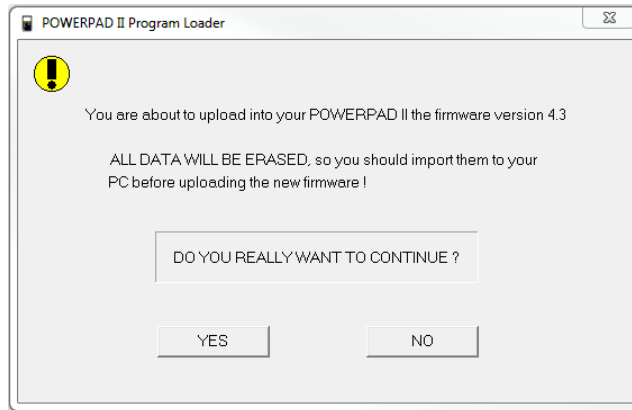 POWERPAD II Program Loader
You are about to upload into your POWERPAD II the firmware version 4.3
ALL DATA WILL BE ERASED, so you should import them to your
PC before uploading the new firmware !
DO YOU REALLY WANT TO CONTINUE ?
YES NO